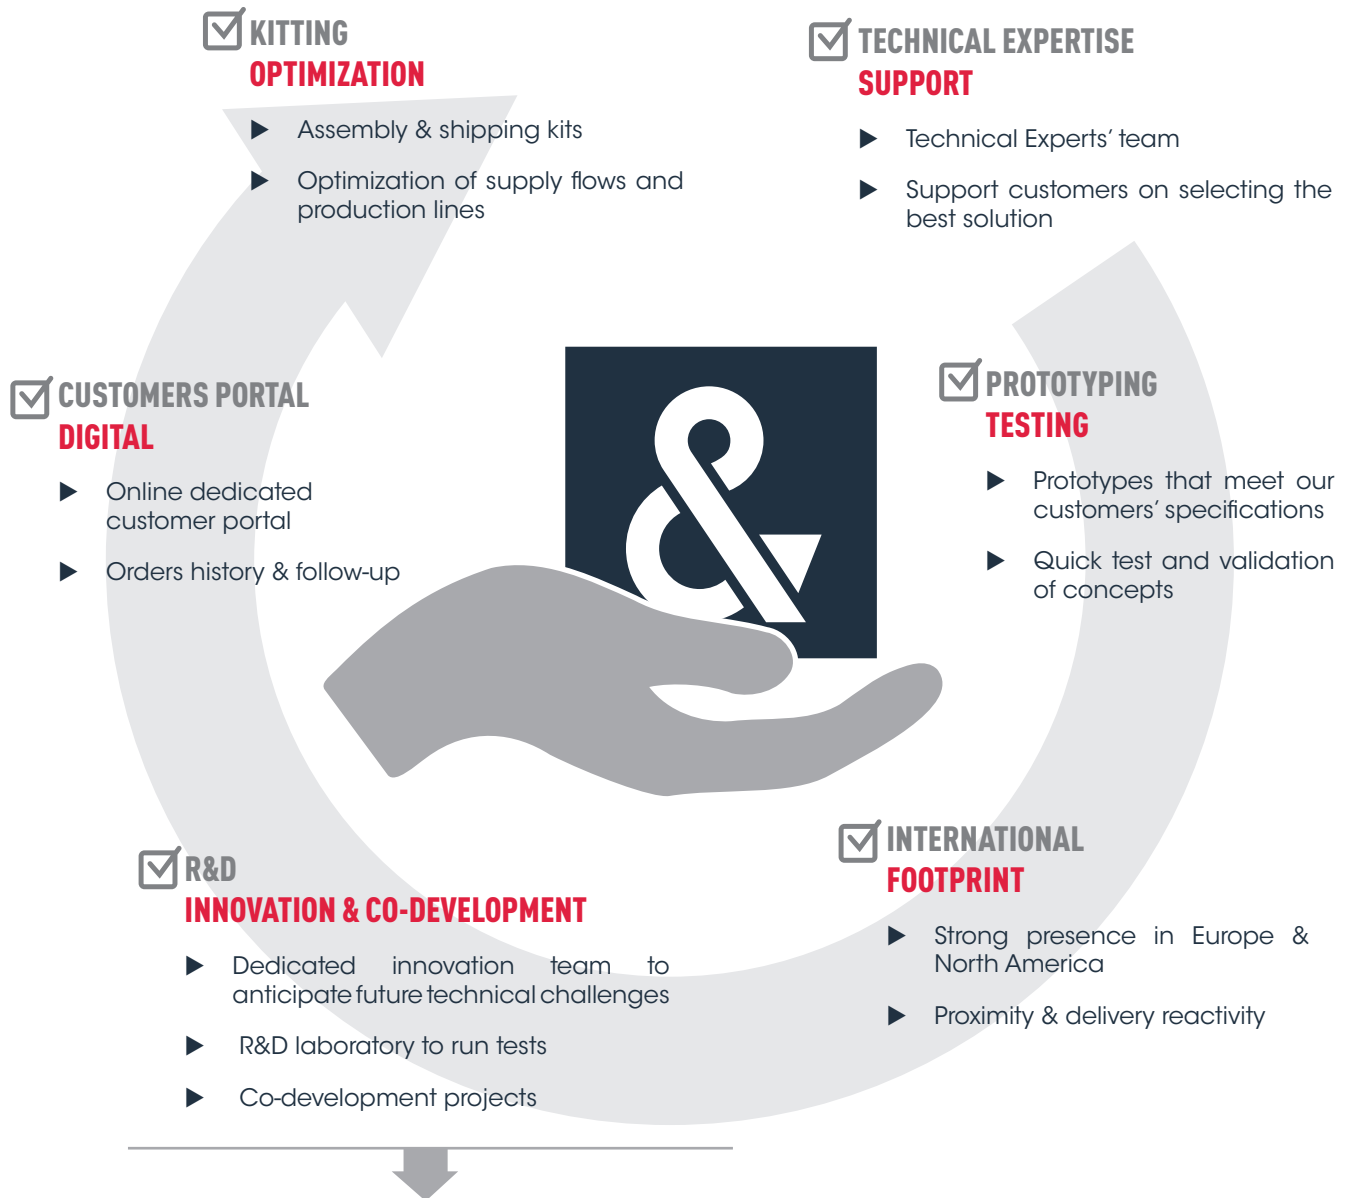 KITTING
OPTIMIZATION
Assembly & shipping kits
Optimization of supply flows and
production lines
TECHNICAL EXPERTISE
SUPPORT
Technical Experts’ team
Support customers on selecting the
best solution
CUSTOMERS PORTAL
DIGITAL
Online dedicated
customer portal
Orders history & follow-up
&
PROTOTYPING
TESTING
Prototypes that meet our
customers’ specifications
Quick test and validation
of concepts
R&D
INNOVATION & CO-DEVELOPMENT
Dedicated innovation team to
anticipate future technical challenges
R&D laboratory to run tests
Co-development projects
INTERNATIONAL
FOOTPRINT
Strong presence in Europe &
North America
Proximity & delivery reactivity